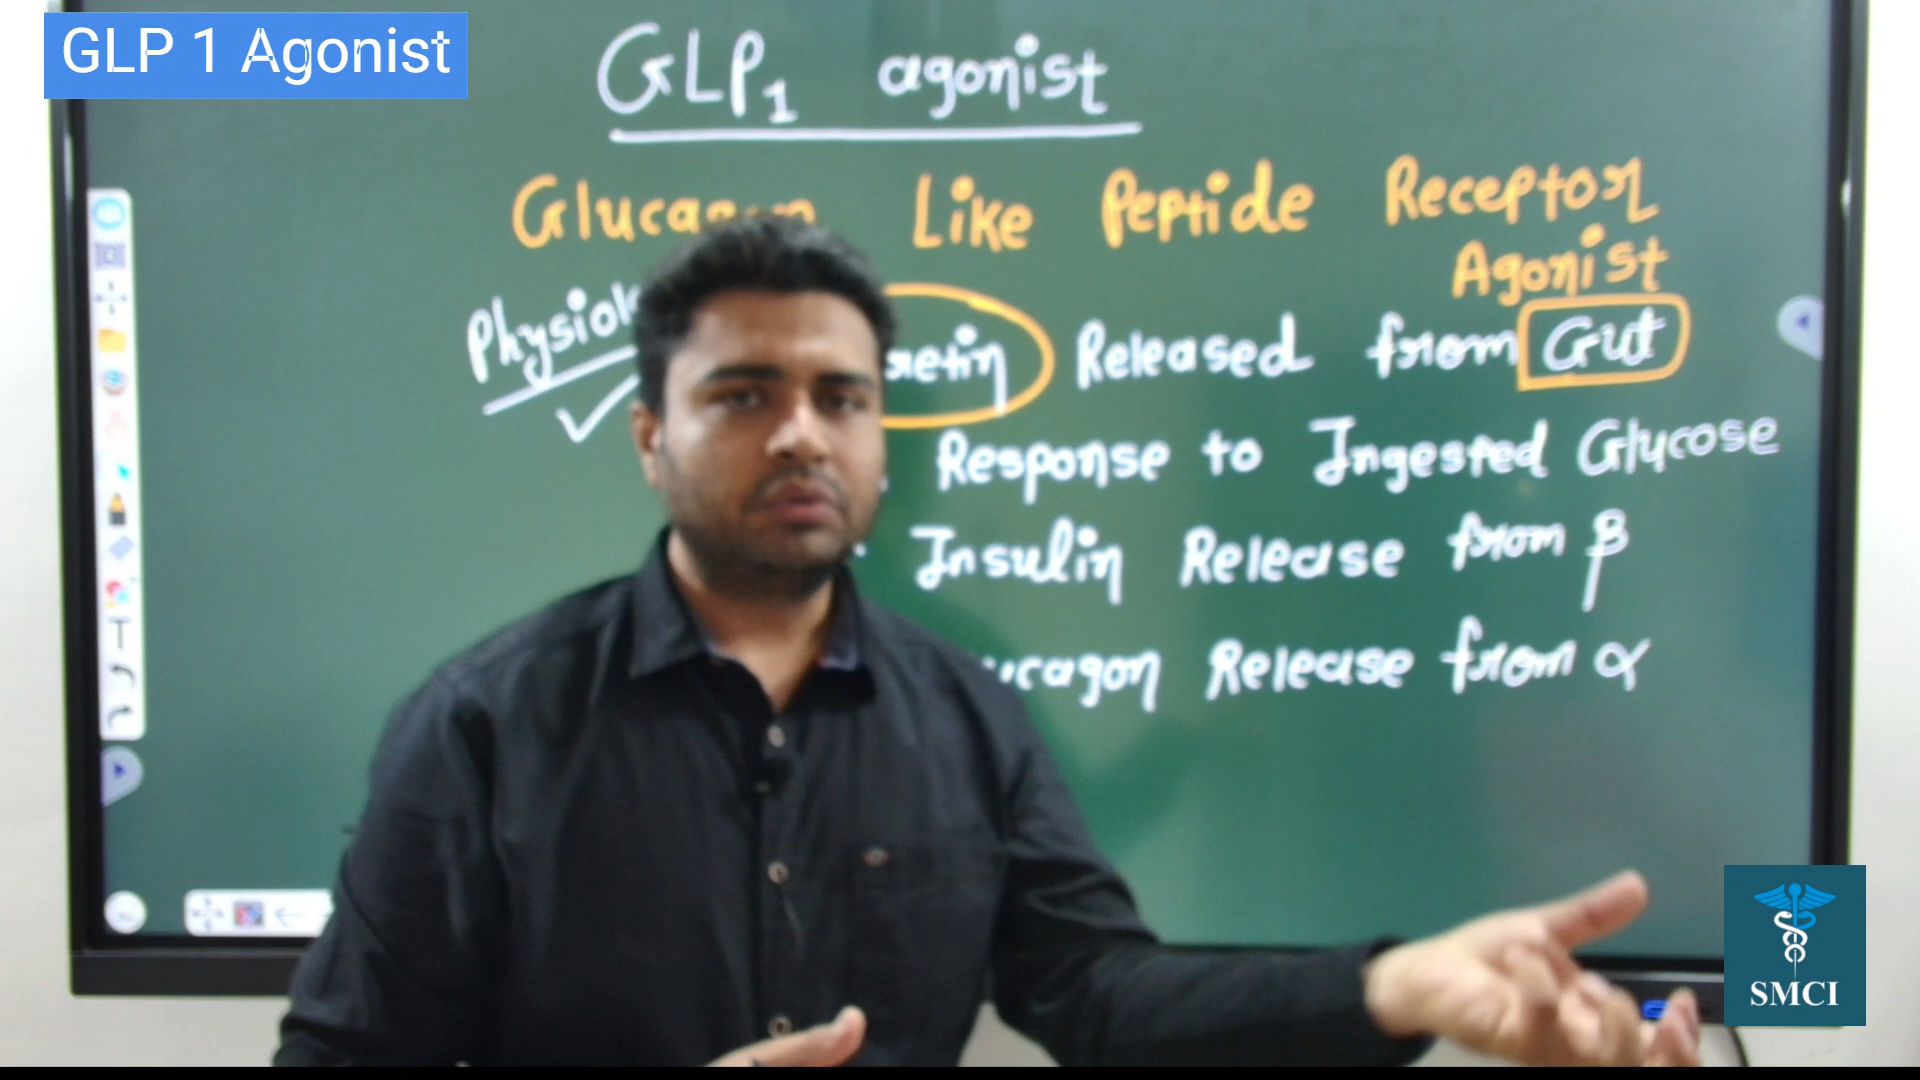 GLP 1 Agonist
GLP1 agonist
Like Peptide Receptor
Agonist
Released from Gut
Response to Ingested Glucose
Insulin Release from β
Release from α
T
SMCI